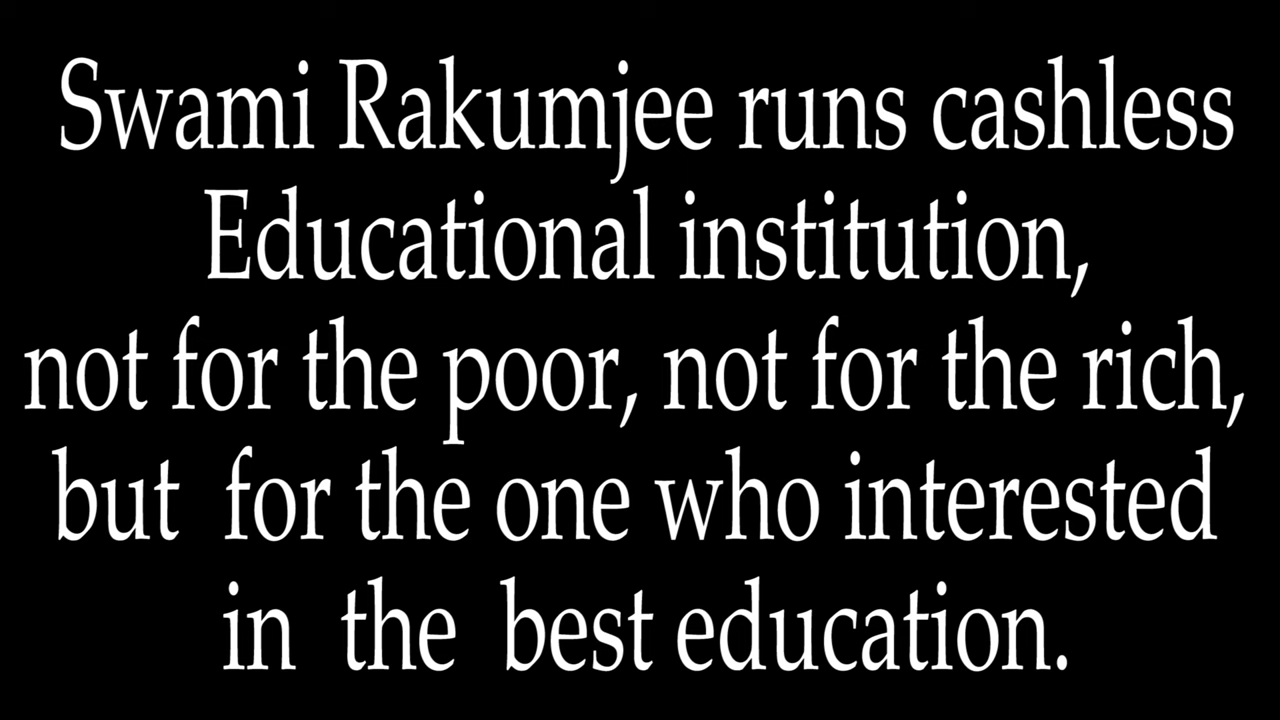 Swami Rakumjee runs cashless
Educational institution,
not for the poor, not for the rich,
but for the one who interested
in the best education.